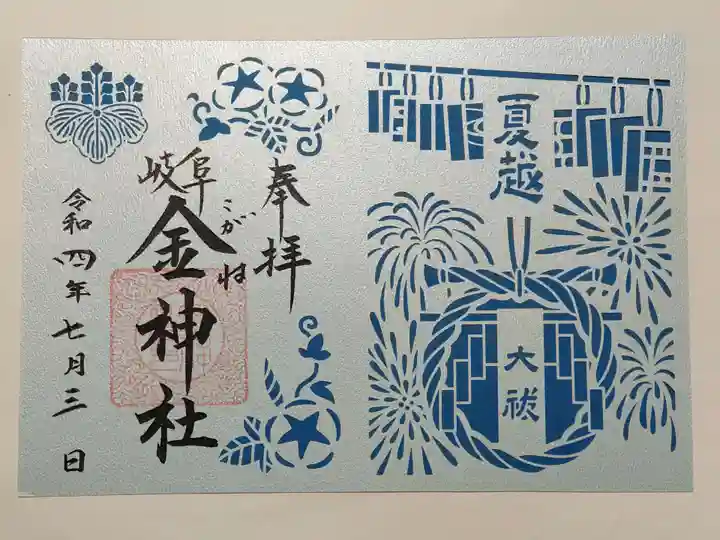 夏越
大祓
奉拝
岐阜
金神社
こがね
令和四年七月三日